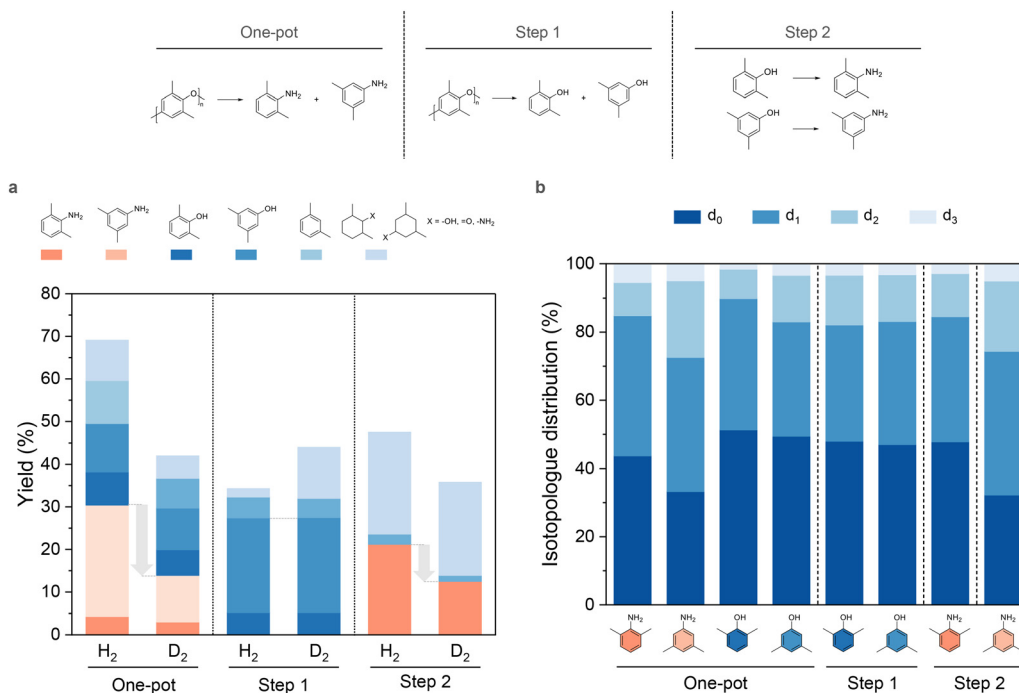 One-pot
Step 1
Step 2
O
n
NH2
+
NH2
O
n
OH
+
OH
OH
NH2
OH
NH2
a
NH2
NH2
OH
OH
X
X
X = -OH, =O, -NH2
Yield (%)
80
70
60
50
40
30
20
10
0
H2
D2
H2
D2
H2
D2
One-pot
Step 1
Step 2
b
d0
d1
d2
d3
Isotopologue distribution (%)
100
80
60
40
20
0
NH2
NH2
OH
OH
OH
OH
NH2
NH2
One-pot
Step 1
Step 2